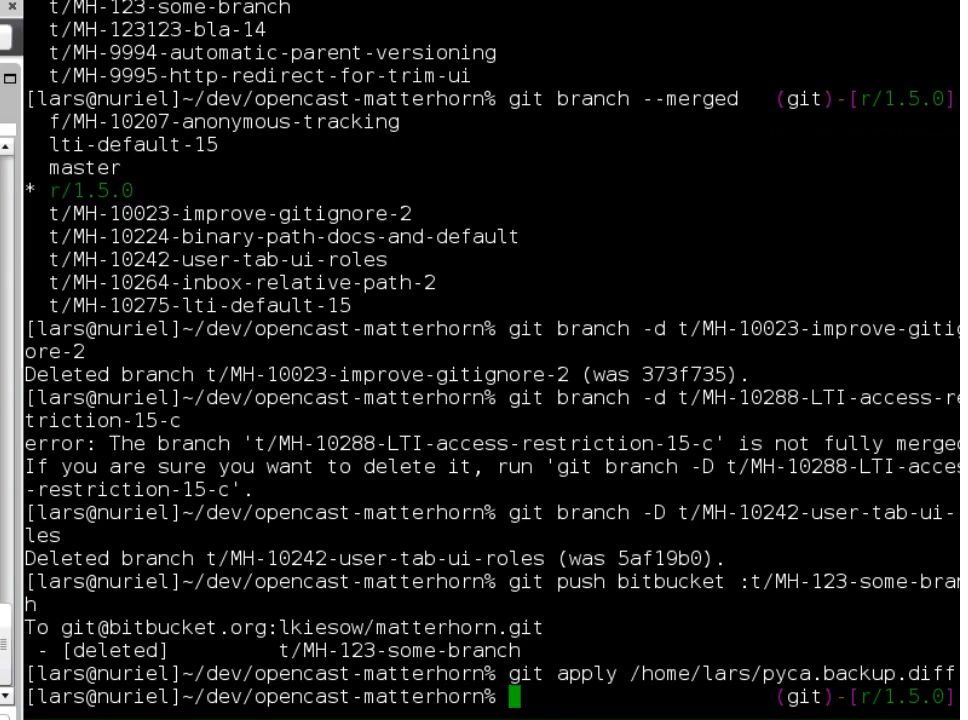 t/MH-123-some-branch
t/MH-123123-bla-14
t/MH-9994-automatic-parent-versioning
t/MH-9995-http-redirect-for-trim-ui
[lars@nuriel]~/dev/opencast-matterhorn% git branch --merged (git)-[r/1.5.0]
f/MH-10207-anonymous-tracking
lti-default-15
master
* r/1.5.0
t/MH-10023-improve-gitignore-2
t/MH-10224-binary-path-docs-and-default
t/MH-10242-user-tab-ui-roles
t/MH-10264-inbox-relative-path-2
t/MH-10275-lti-default-15
[lars@nuriel]~/dev/opencast-matterhorn% git branch -d t/MH-10023-improve-gitig
ore-2
Deleted branch t/MH-10023-improve-gitignore-2 (was 373f735).
[lars@nuriel]~/dev/opencast-matterhorn% git branch -d t/MH-10288-LTI-access-re
triction-15-c
error: The branch 't/MH-10288-LTI-access-restriction-15-c' is not fully merged
If you are sure you want to delete it, run 'git branch -D t/MH-10288-LTI-acces
-restriction-15-c'.
[lars@nuriel]~/dev/opencast-matterhorn% git branch -D t/MH-10242-user-tab-ui-
les
Deleted branch t/MH-10242-user-tab-ui-roles (was 5af19b0).
[lars@nuriel]~/dev/opencast-matterhorn% git push bitbucket :t/MH-123-some-bran
h
To git@bitbucket.org:lkiesow/matterhorn.git
- [deleted] t/MH-123-some-branch
[lars@nuriel]~/dev/opencast-matterhorn% git apply /home/lars/pyca.backup.diff
[lars@nuriel]~/dev/opencast-matterhorn% (git)-[r/1.5.0]